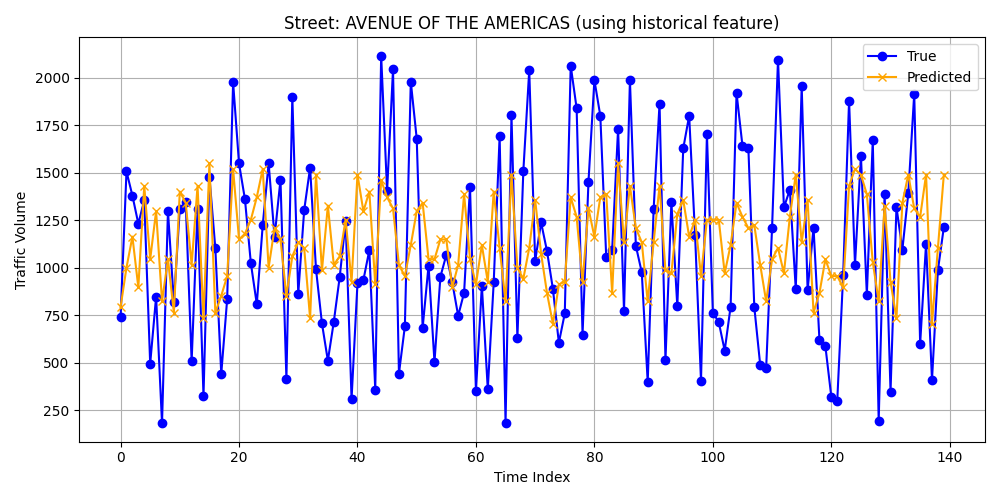 Street: AVENUE OF THE AMERICAS (using historical feature)
True
Predicted
Traffic Volume
2000
1750
1500
1250
1000
750
500
250
0 20 40 60 80 100 120 140
Time Index